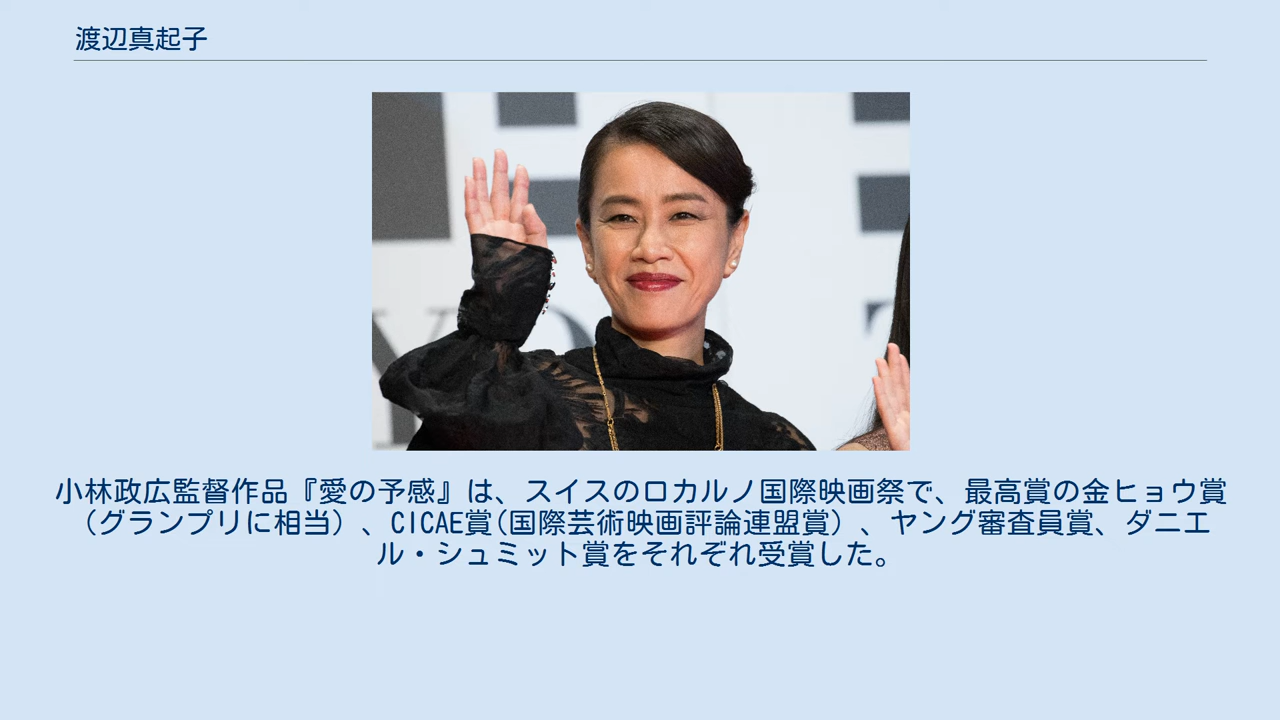 渡辺真起子
小林政広監督作品『愛の予感』は、スイスのロカルノ国際映画祭で、最高賞の金ヒョウ賞
（グランプリに相当）、CICAE賞(国際芸術映画評論連盟賞）、ヤング審査員賞、ダニエ
ル・シュミット賞をそれぞれ受賞した。